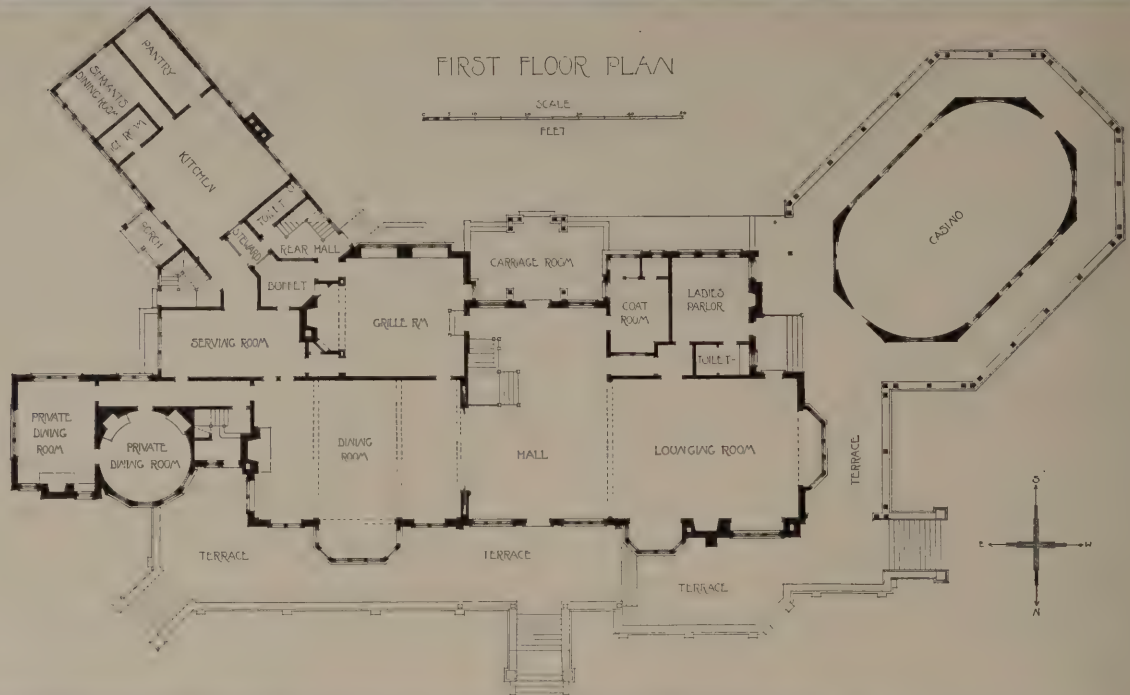 FIRST FLOOR PLAN
SCALE
FEET
PANTRY
SERVANTS
DINING ROOM
KITCHEN
TOILET
STEWARD
REAR HALL
PORCH
CARRIAGE ROOM
CASINO
COAT
ROOM
LADIES
PARLOR
TOILET
GRILLE RM
SERVING ROOM
PRIVATE
DINING
ROOM
PRIVATE
DINING ROOM
DINING
ROOM
HALL
LOUNGING ROOM
TERRACE
TERRACE
TERRACE
TERRACE
S
E
W
N